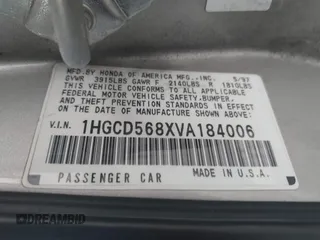 MFD.BY HONDA OF AMERICA MFG.,INC. 5/97
GVWR 3915LBS GAWR F 2140LBS R 1810LBS
THIS VEHICLE CONFORMS TO ALL APPLICABLE
FEDERAL MOTOR VEHICLE SAFETY,BUMPER, AND
THEFT PREVENTION STANDARDS IN EFFECT ON
THE DATE OF MANUFACTURE SHOWN ABOVE:
V.I.N. 1HGCD568XVA184006
PASSENGER CAR MADE IN U.S.A.
DREAMBID